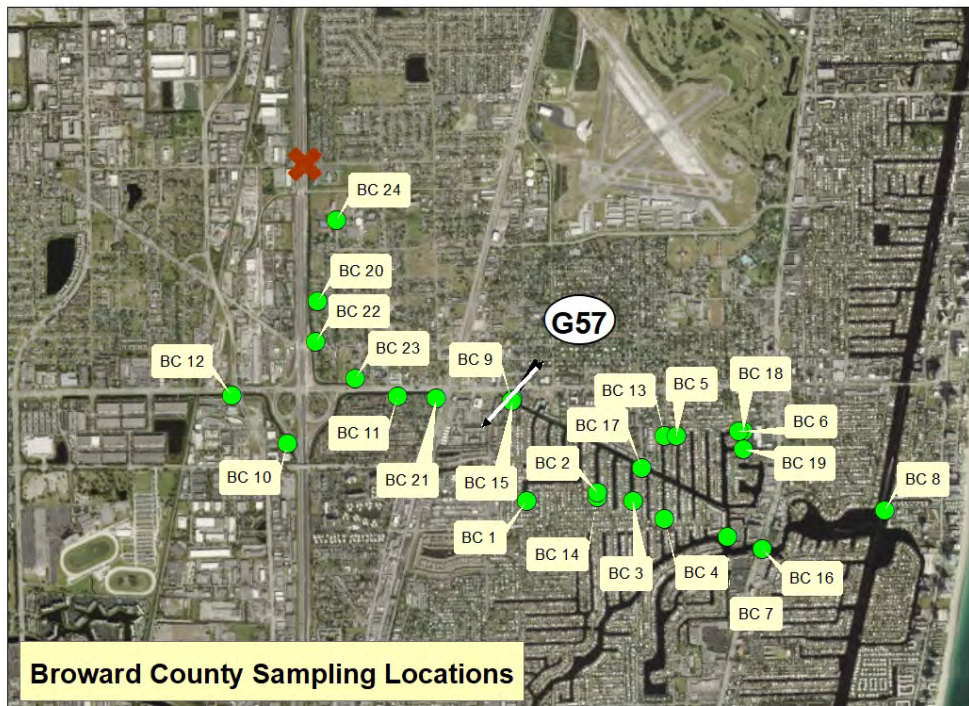 BC 24
BC 20
G57
BC 22
BC 23
BC 9
BC 12
BC 13
BC 5
BC 18
BC 17
BC 6
BC 11
BC 2
BC 19
BC 10
BC 21
BC 15
BC 8
BC 1
BC 14
BC 3
BC 4
BC 16
BC 7
Broward County Sampling Locations